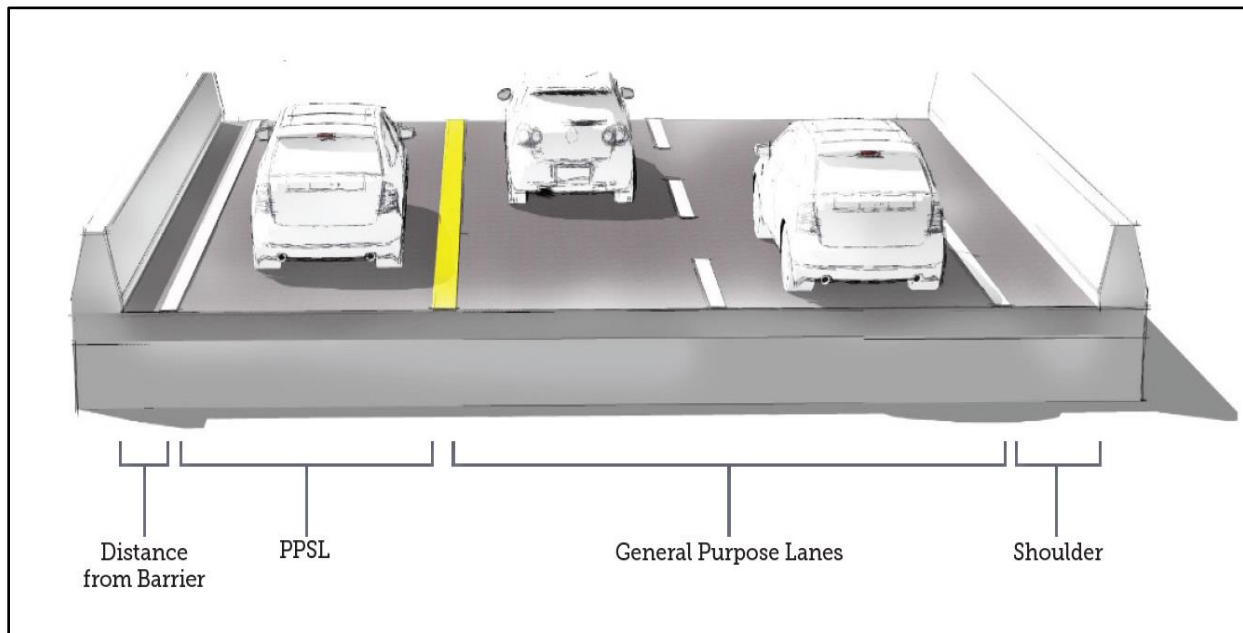 Distance
from Barrier
PPSL
General Purpose Lanes
Shoulder